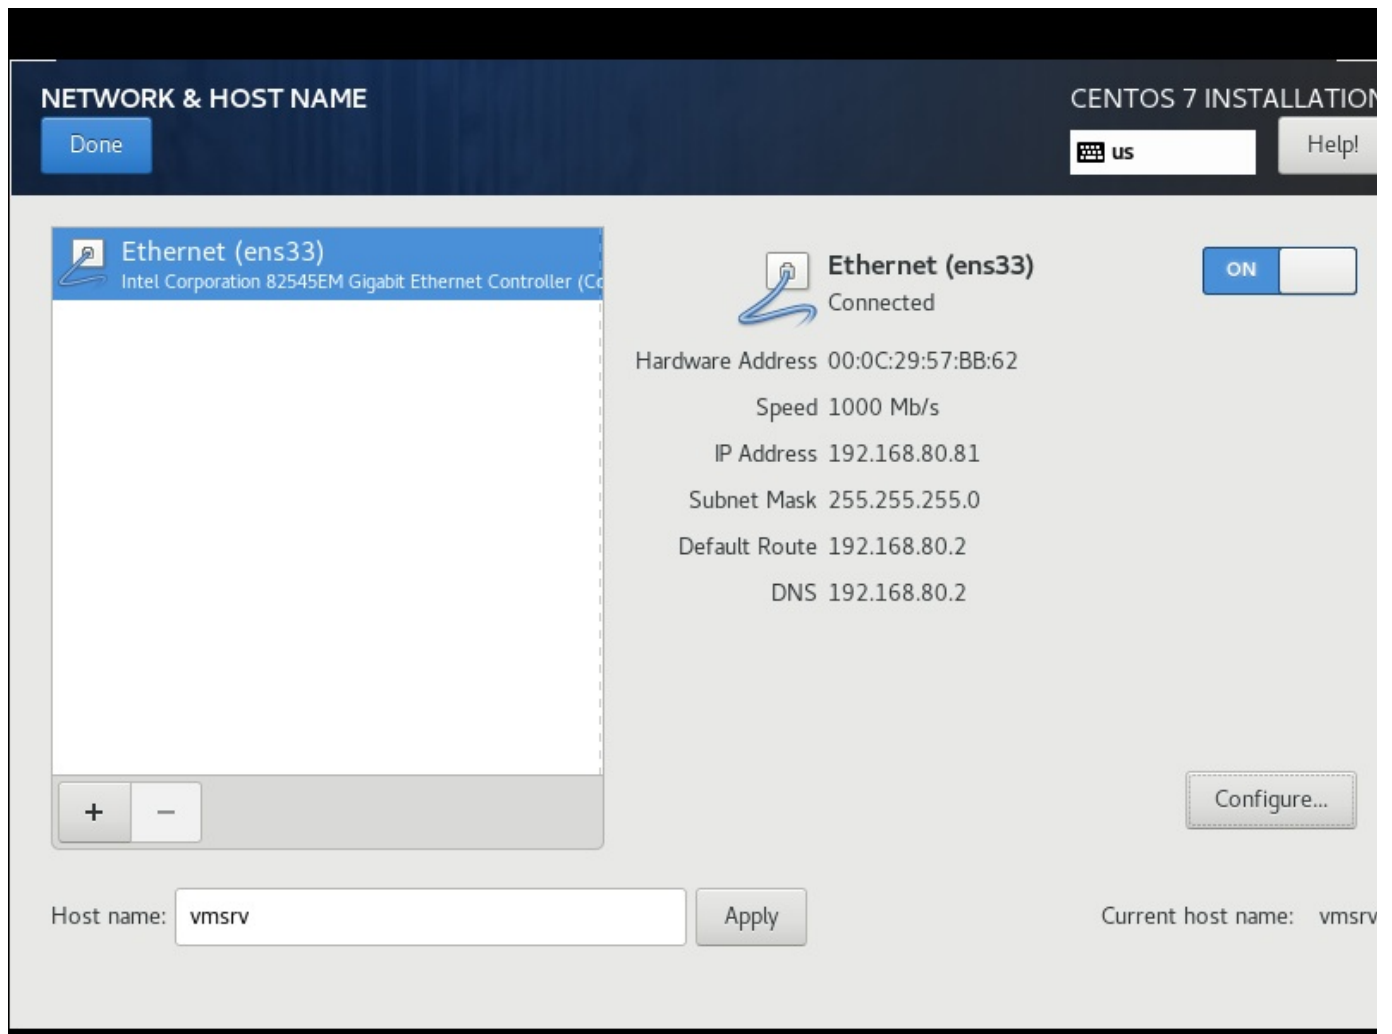 NETWORK & HOST NAME
CENTOS 7 INSTALLATION
Done
us
Help!
Ethernet (ens33)
Intel Corporation 82545EM Gigabit Ethernet Controller (Co
Ethernet (ens33)
Connected
ON
Hardware Address 00:0C:29:57:BB:62
Speed 1000 Mb/s
IP Address 192.168.80.81
Subnet Mask 255.255.255.0
Default Route 192.168.80.2
DNS 192.168.80.2
+ −
Configure...
Host name: vmsrv
Apply
Current host name: vmsrv